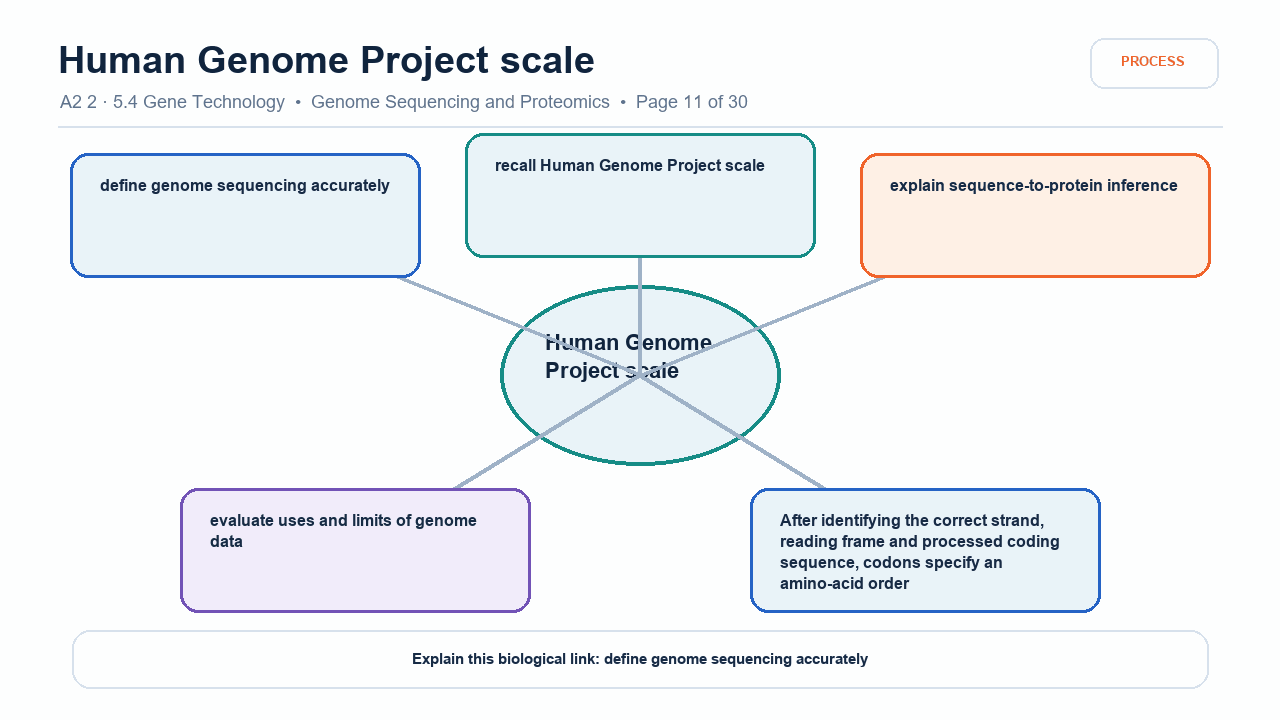 Human Genome Project scale
PROCESS
A2 2 · 5.4 Gene Technology • Genome Sequencing and Proteomics • Page 11 of 30
define genome sequencing accurately
recall Human Genome Project scale
explain sequence-to-protein inference
Human Genome
Project scale
evaluate uses and limits of genome
data
After identifying the correct strand,
reading frame and processed coding
sequence, codons specify an
amino-acid order
Explain this biological link: define genome sequencing accurately